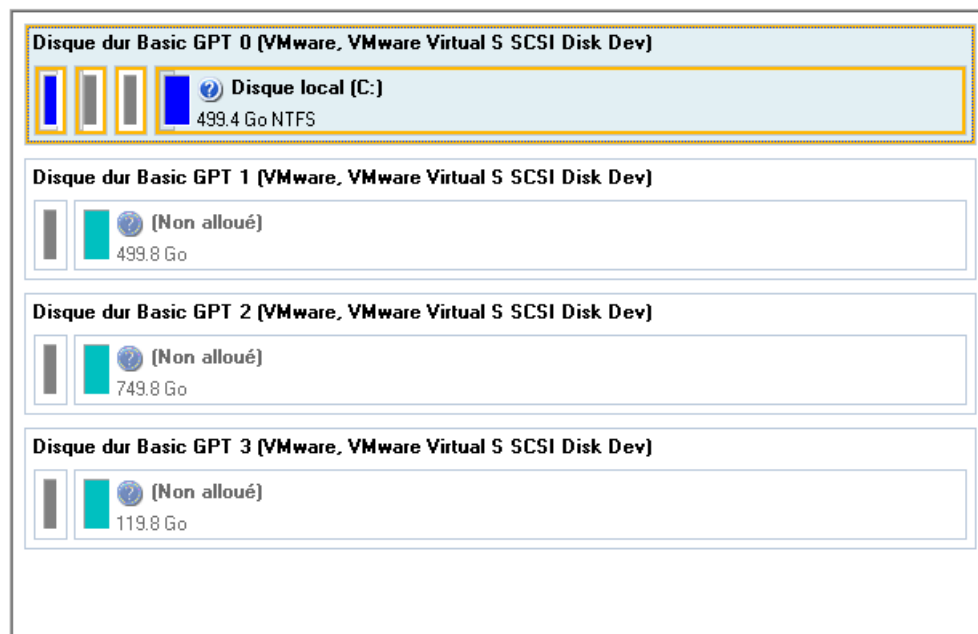 Disque dur Basic GPT 0 (VMware, VMware Virtual S SCSI Disk Dev)
Disque local (C:)
499.4 Go NTFS
Disque dur Basic GPT 1 (VMware, VMware Virtual S SCSI Disk Dev)
(Non alloué)
499.8 Go
Disque dur Basic GPT 2 (VMware, VMware Virtual S SCSI Disk Dev)
(Non alloué)
749.8 Go
Disque dur Basic GPT 3 (VMware, VMware Virtual S SCSI Disk Dev)
(Non alloué)
119.8 Go